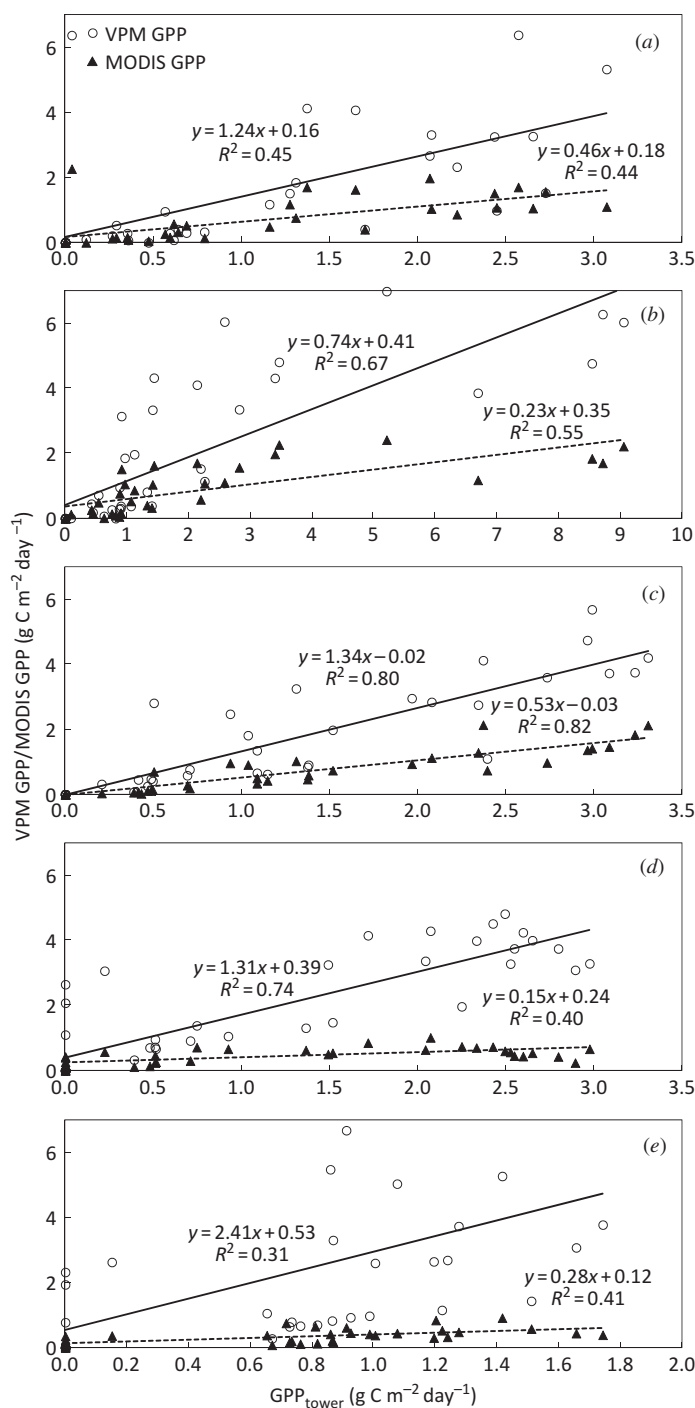 VPM GPP/MODIS GPP (g C m−2 day−1)
6
4
2
0
○ VPM GPP
▲ MODIS GPP
(a)
y = 1.24x + 0.16
R2 = 0.45
y = 0.46x + 0.18
R2 = 0.44
0.0 0.5 1.0 1.5 2.0 2.5 3.0 3.5
6
4
2
0
(b)
y = 0.74x + 0.41
R2 = 0.67
y = 0.23x + 0.35
R2 = 0.55
0 1 2 3 4 5 6 7 8 9 10
6
4
2
0
(c)
y = 1.34x − 0.02
R2 = 0.80
y = 0.53x − 0.03
R2 = 0.82
0.0 0.5 1.0 1.5 2.0 2.5 3.0 3.5
6
4
2
0
(d)
y = 1.31x + 0.39
R2 = 0.74
y = 0.15x + 0.24
R2 = 0.40
0.0 0.5 1.0 1.5 2.0 2.5 3.0 3.5
6
4
2
0
(e)
y = 2.41x + 0.53
R2 = 0.31
y = 0.28x + 0.12
R2 = 0.41
0.0 0.2 0.4 0.6 0.8 1.0 1.2 1.4 1.6 1.8 2.0
GPPtower (g C m−2 day−1)